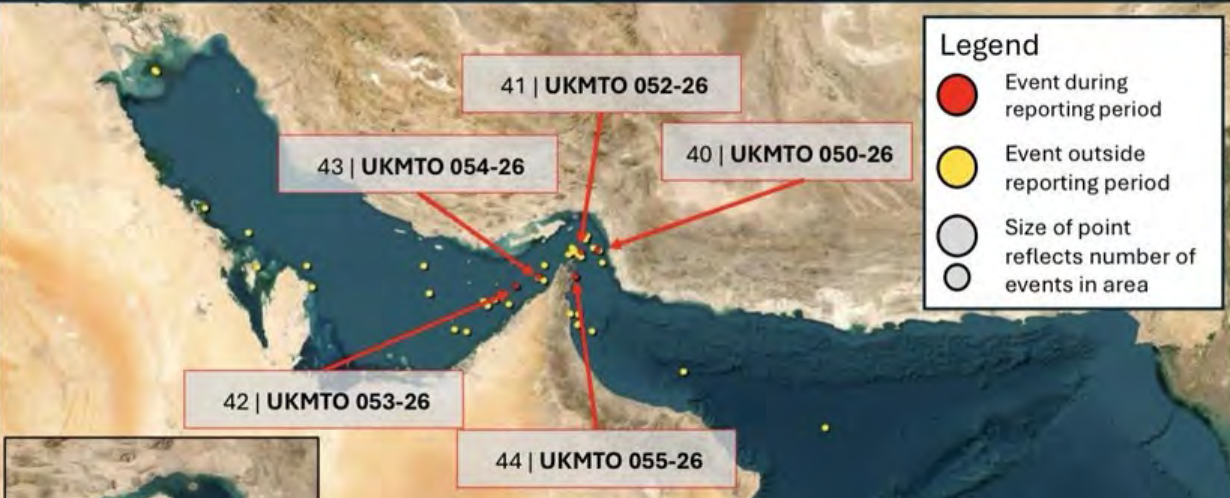 41 | UKMTO 052-26
43 | UKMTO 054-26
40 | UKMTO 050-26
42 | UKMTO 053-26
44 | UKMTO 055-26
Legend
Event during
reporting period
Event outside
reporting period
Size of point
reflects number of
events in area